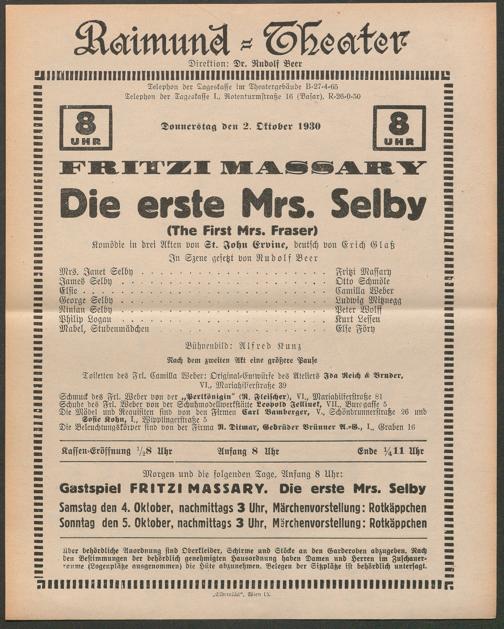 Raimund=Theater
Direktion: Dr. Rudolf Beer
Telephon der Tageskasse im Theatergebäude B-27-4-65
Telephon der Tageskasse I., Rotenturmstraße 16 (Basar), R-26-0-50
8 UHR
Donnerstag den 2. Oktober 1930
8 UHR
FRITZI MASSARY
Die erste Mrs. Selby
(The First Mrs. Fraser)
Komödie in drei Akten von St. John Ervine, deutsch von Erich Glaß
In Szene gesetzt von Rudolf Beer
Mrs. Janet Selby . . . . . . . . . . . . . . . . Fritzi Massary
James Selby . . . . . . . . . . . . . . . . Otto Schmöle
Elsie . . . . . . . . . . . . . . . . Camilla Weber
George Selby . . . . . . . . . . . . . . . . Ludwig Minnegg
Ninian Selby . . . . . . . . . . . . . . . . Peter Wolff
Philip Logan . . . . . . . . . . . . . . . . Kurt Lessen
Mabel, Stubenmädchen . . . . . . . . . . . . . . . . Else Föry
Bühnenbild: Alfred Kunz
Nach dem zweiten Akt eine größere Pause
Toiletten des Frl. Camilla Weber: Original-Entwürfe des Ateliers Ida Reich & Bruder,
VI., Mariahilferstraße 39
Schmuck des Frl. Weber von der „Perlkönigin" (R. Fleischer), VI., Mariahilferstraße 81
Schuhe des Frl. Weber von der Schuhmodellwerkstätte Leopold Jellinek, VII., Burggasse 5
Die Möbel und Requisiten sind von den Firmen Carl Bamberger, V., Schönbrunnerstraße 26 und
Sofie Kohn, I., Wipplingerstraße 5
Die Beleuchtungskörper sind von der Firma R. Ditmar, Gebrüder Brünner A.-G., I., Graben 16
Kassen-Eröffnung ½8 Uhr Anfang 8 Uhr Ende ¼11 Uhr
Morgen und die folgenden Tage, Anfang 8 Uhr:
Gastspiel FRITZI MASSARY. Die erste Mrs. Selby
Samstag den 4. Oktober, nachmittags 3 Uhr, Märchenvorstellung: Rotkäppchen
Sonntag den 5. Oktober, nachmittags 3 Uhr, Märchenvorstellung: Rotkäppchen
Über behördliche Anordnung sind Oberkleider, Schirme und Stöcke an den Garderoben abzugeben. Nach
den Bestimmungen der behördlich genehmigten Hausordnung haben Damen und Herren im Zuschauer-
raume (Logenplätze ausgenommen) die Hüte abzunehmen. Belegen der Sitzplätze ist behördlich untersagt.
Wien IX.